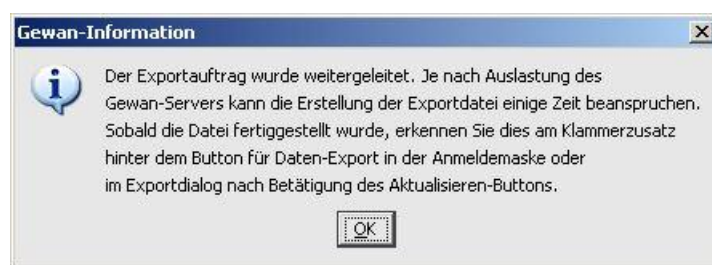 Gewan-Information
Der Exportauftrag wurde weitergeleitet. Je nach Auslastung des
Gewan-Servers kann die Erstellung der Exportdatei einige Zeit beanspruchen.
Sobald die Datei fertiggestellt wurde, erkennen Sie dies am Klammerzusatz
hinter dem Button für Daten-Export in der Anmeldemaske oder
im Exportdialog nach Betätigung des Aktualisieren-Buttons.
OK